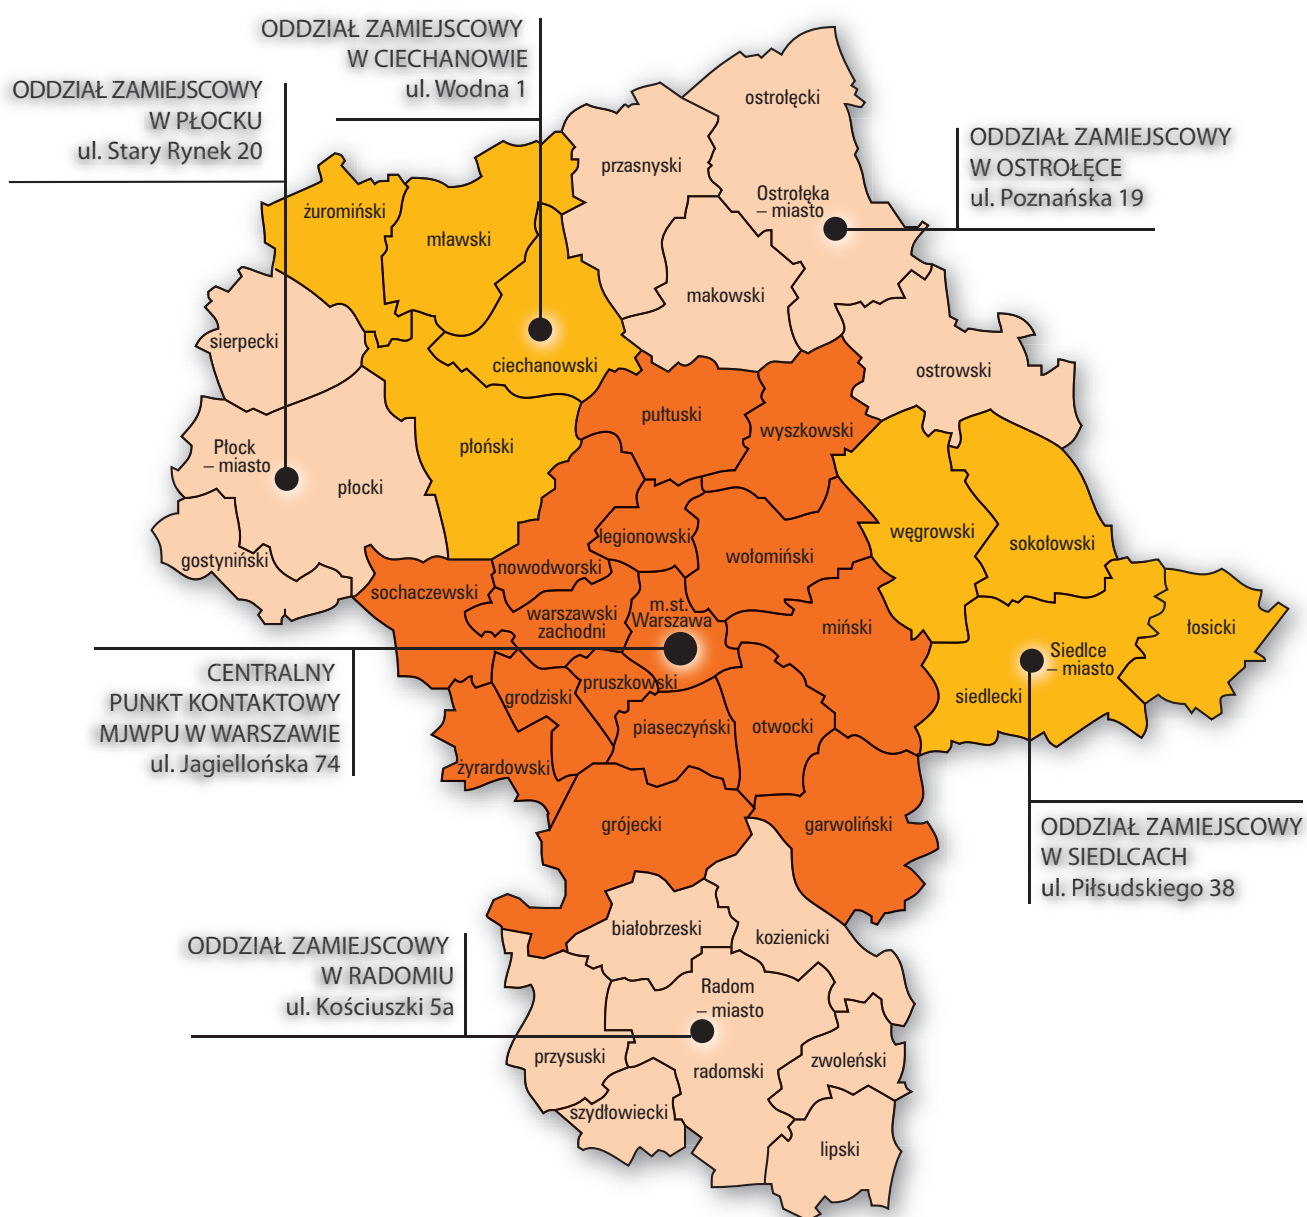 ODDZIAŁ ZAMIEJSCOWY
W CIECHANOWIE
ul. Wodna 1
ODDZIAŁ ZAMIEJSCOWY
W PŁOCKU
ul. Stary Rynek 20
ODDZIAŁ ZAMIEJSCOWY
W OSTROŁĘCE
ul. Poznańska 19
ostrołęcki
przasnyski
Ostrołęka
– miasto
żuromiński
mławski
makowski
sierpecki
ciechanowski
ostrowski
pułtuski
wyszkowski
Płock
– miasto
płocki
płoński
węgrowski
sokołowski
legionowski
wołomiński
gostyniński
nowodworski
sochaczewski
warszawski
zachodni
m.st.
Warszawa
miński
łosicki
Siedlce
– miasto
siedlecki
grodziski
pruszkowski
piaseczyński
otwocki
żyrardowski
CENTRALNY
PUNKT KONTAKTOWY
MJWPU W WARSZAWIE
ul. Jagiellońska 74
grójecki
garwoliński
ODDZIAŁ ZAMIEJSCOWY
W SIEDLCACH
ul. Piłsudskiego 38
białobrzeski
kozienicki
ODDZIAŁ ZAMIEJSCOWY
W RADOMIU
ul. Kościuszki 5a
Radom
– miasto
przysuski
radomski
zwoleński
szydłowiecki
lipski